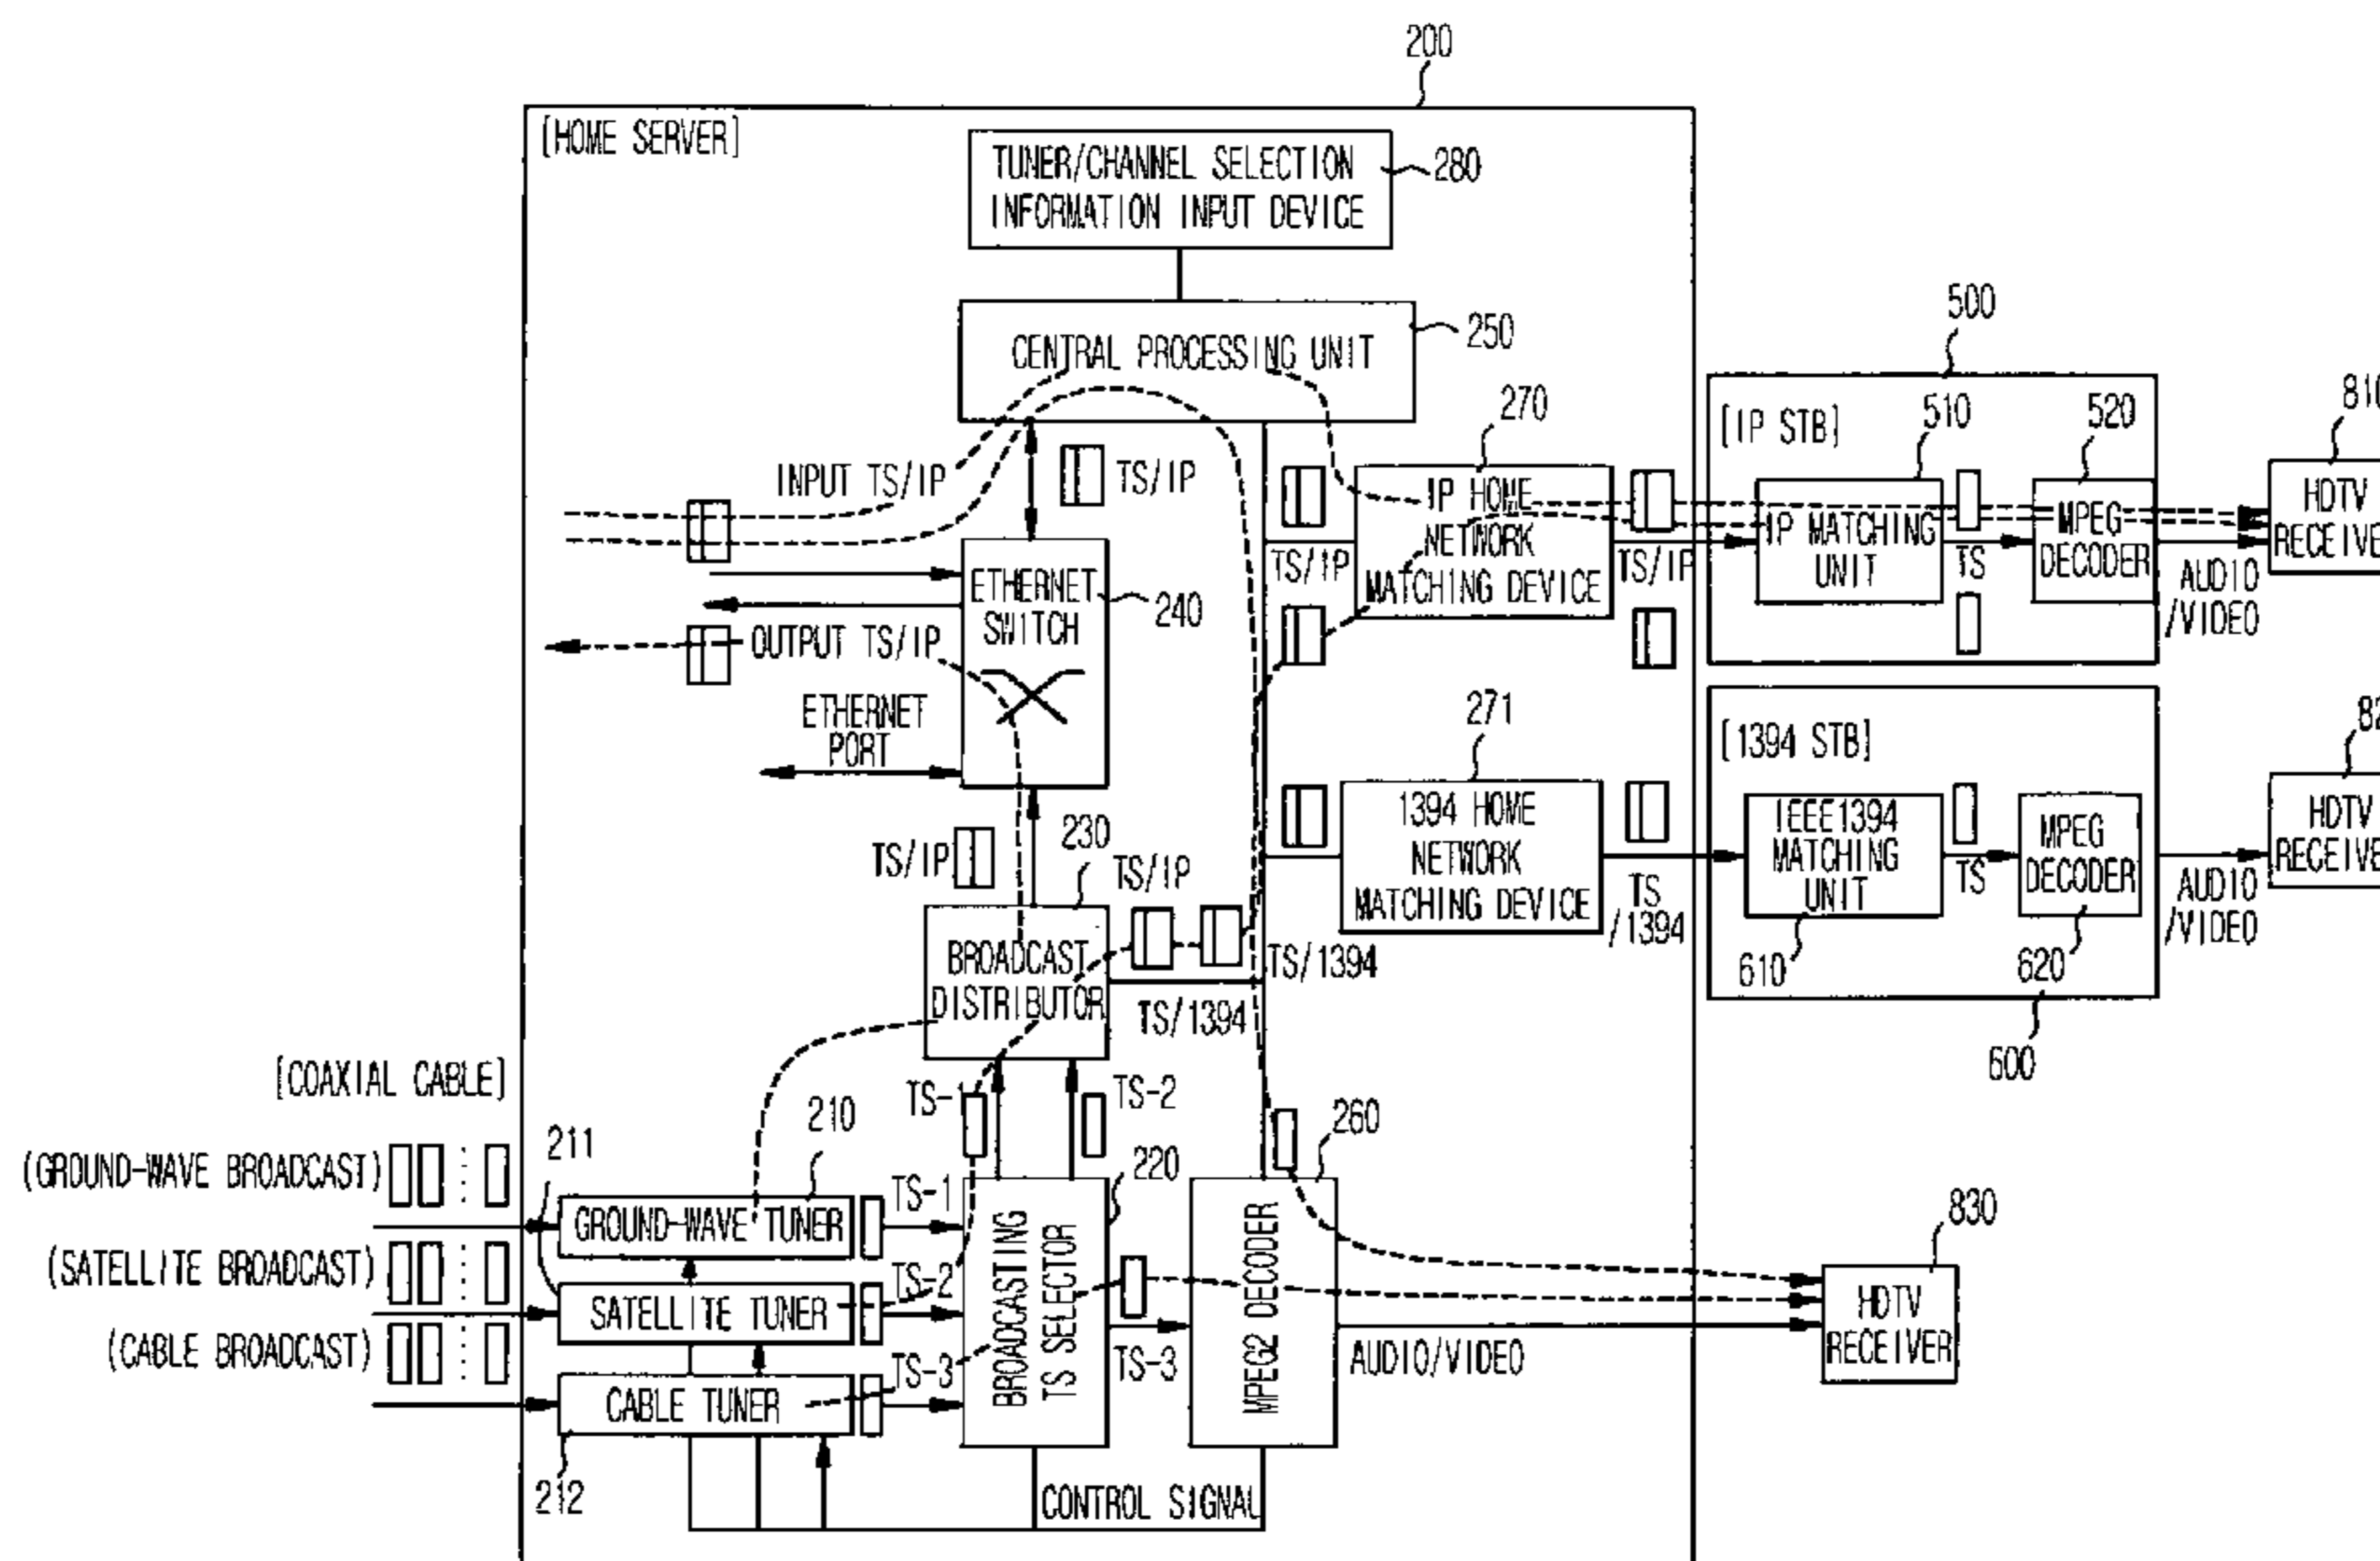 200
[HOME SERVER]
TUNER/CHANNEL SELECTION
INFORMATION INPUT DEVICE
280
CENTRAL PROCESSING UNIT
250
INPUT TS/IP
TS/IP
ETHERNET
SWITCH
240
OUTPUT TS/IP
ETHERNET
PORT
270
IP HOME
NETWORK
MATCHING DEVICE
TS/IP
TS/IP
500
[IP STB]
510
520
IP MATCHING
UNIT
TS
MPEG
DECODER
AUDIO
/VIDEO
810
HDTV
271
1394 HOME
NETWORK
MATCHING DEVICE
TS
/1394
[1394 STB]
IEEE1394
MATCHING
UNIT
610
TS
MPEG
DECODER
620
600
AUDIO
/VIDEO
HDTV
TS/IP
230
TS/IP
BROADCAST
DISTRIBUTOR
TS/1394
TS/1394
[COAXIAL CABLE]
TS-1
TS-2
211
210
220
260
(GROUND-WAVE BROADCAST)
GROUND-WAVE TUNER
TS-1
(SATELLITE BROADCAST)
SATELLITE TUNER
TS-2
(CABLE BROADCAST)
CABLE TUNER
TS-3
212
BROADCASTING
TS SELECTOR
TS-3
MPEG2 DECODER
AUDIO/VIDEO
830
HDTV
RECEIVER
CONTROL SIGNAL